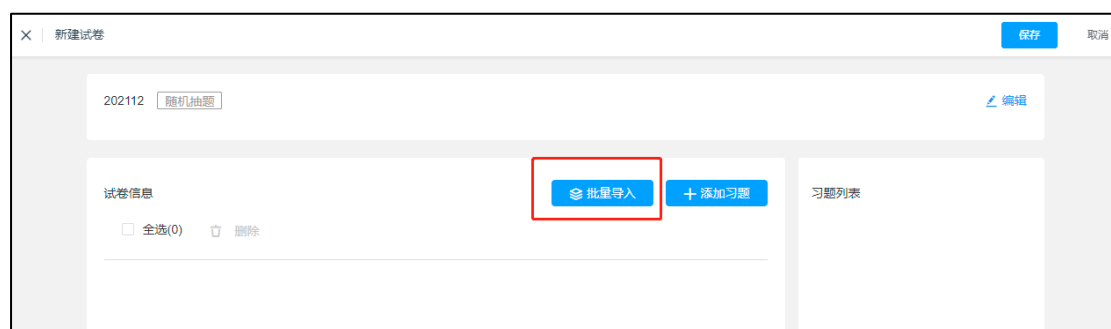 新建试卷 保存 取消
202112 随机抽题 编辑
试卷信息 批量导入 添加习题 习题列表
全选(0) 删除